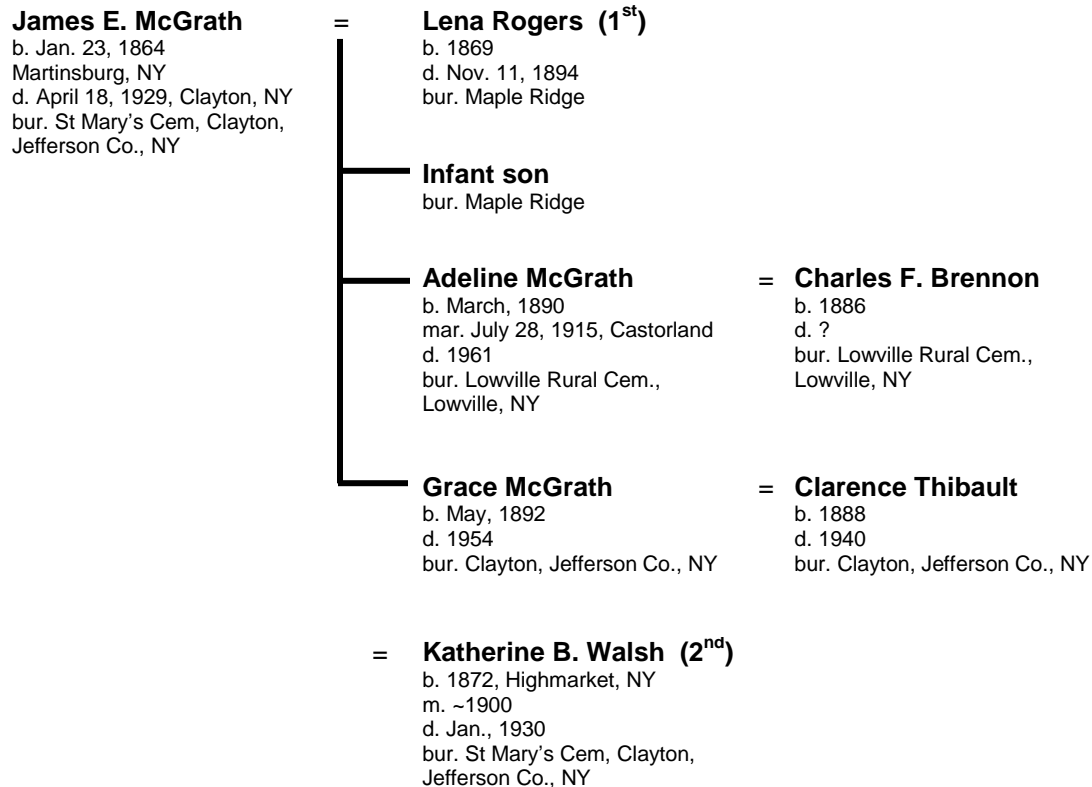 James E. McGrath = Lena Rogers (1st)
b. Jan. 23, 1864
Martinsburg, NY
d. April 18, 1929, Clayton, NY
bur. St Mary's Cem, Clayton,
Jefferson Co., NY
b. 1869
d. Nov. 11, 1894
bur. Maple Ridge
Infant son
bur. Maple Ridge
Adeline McGrath = Charles F. Brennon
b. March, 1890
mar. July 28, 1915, Castorland
d. 1961
bur. Lowville Rural Cem.,
Lowville, NY
b. 1886
d. ?
bur. Lowville Rural Cem.,
Lowville, NY
Grace McGrath = Clarence Thibault
b. May, 1892
d. 1954
bur. Clayton, Jefferson Co., NY
b. 1888
d. 1940
bur. Clayton, Jefferson Co., NY
= Katherine B. Walsh (2nd)
b. 1872, Highmarket, NY
m. ~1900
d. Jan., 1930
bur. St Mary's Cem, Clayton,
Jefferson Co., NY